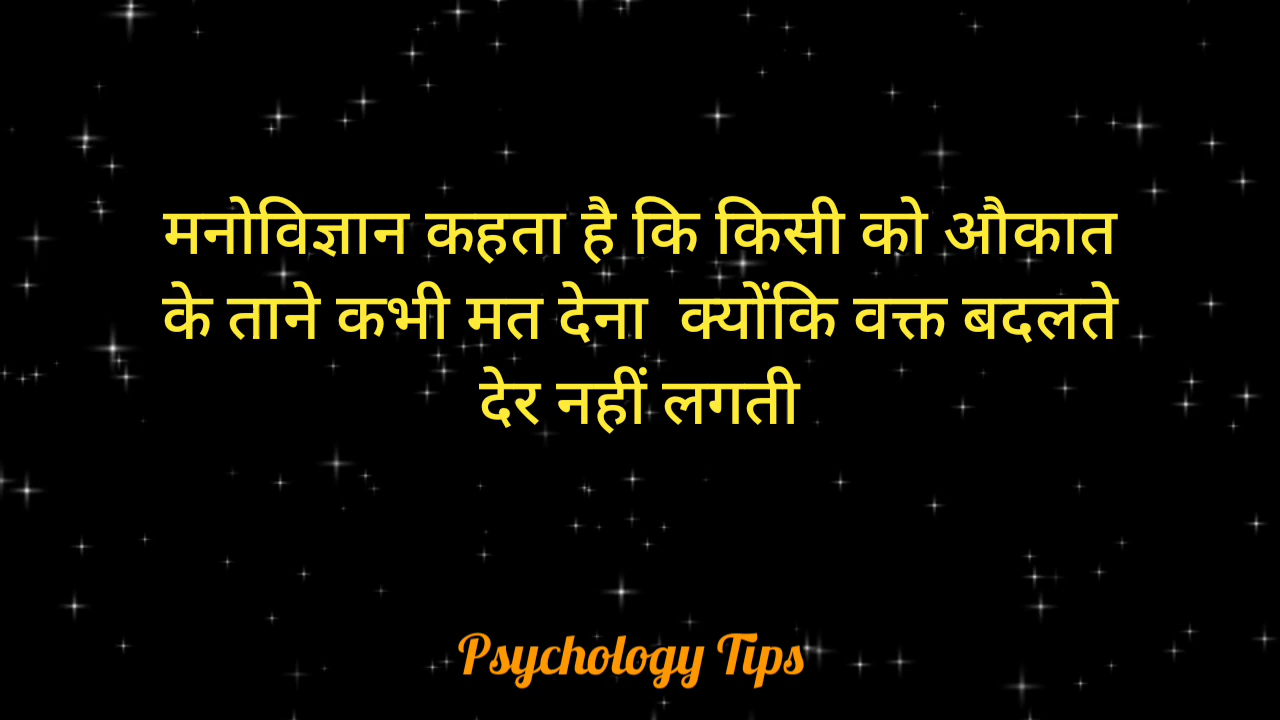 मनोविज्ञान कहता है कि किसी को औकात
के ताने कभी मत देना  क्योंकि वक्त बदलते
देर नहीं लगती
Psychology Tips